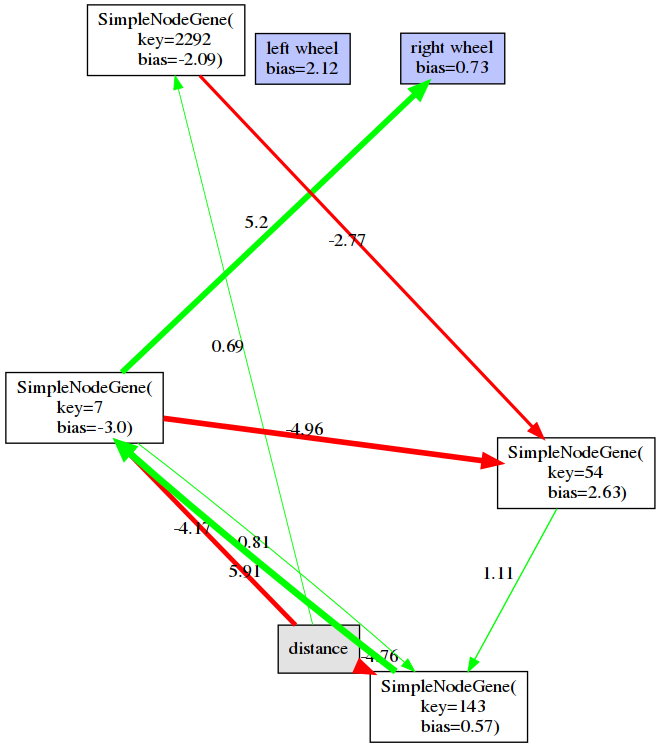 SimpleNodeGene(
key=2292
bias=-2.09)
left wheel
bias=2.12
right wheel
bias=0.73
5.2
-2.77
0.69
SimpleNodeGene(
key=7
bias=-3.0)
-4.96
SimpleNodeGene(
key=54
bias=2.63)
-4.17
0.81
5.91
1.11
distance
-4.76
SimpleNodeGene(
key=143
bias=0.57)